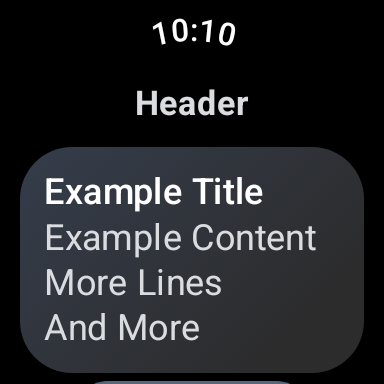 10:10
Header
Example Title
Example Content
More Lines
And More